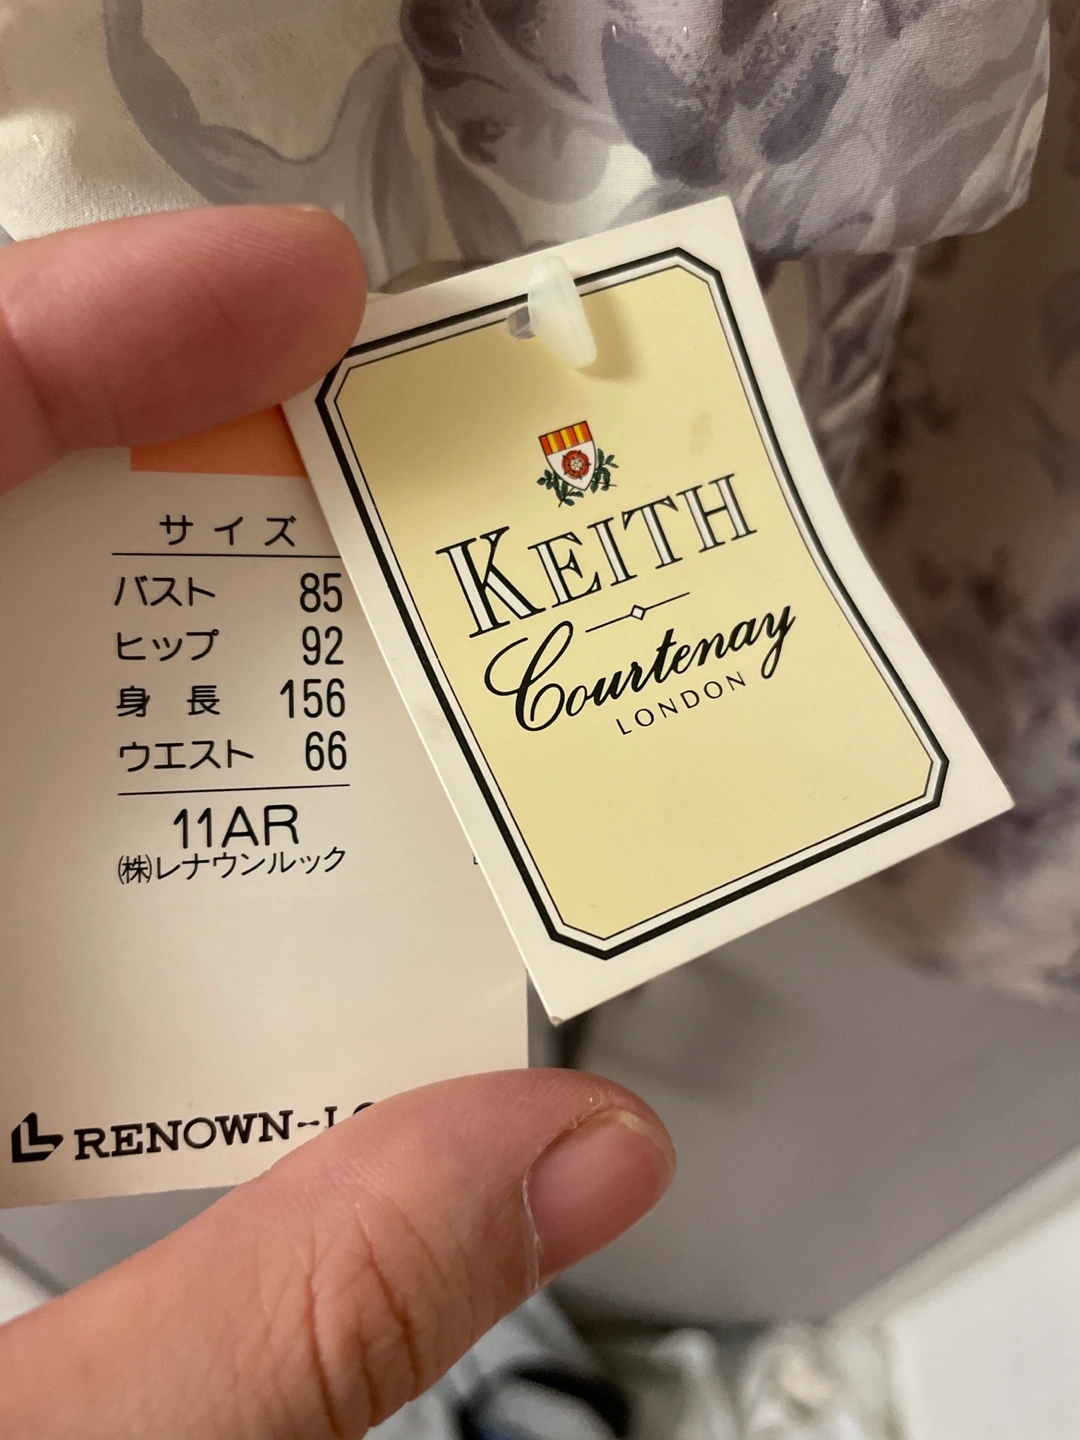 サイズ
バスト 85
ヒップ 92
身長 156
ウエスト 66
11AR
(株)レナウンルック
RENOWN-
KEITH
Courtenay
LONDON